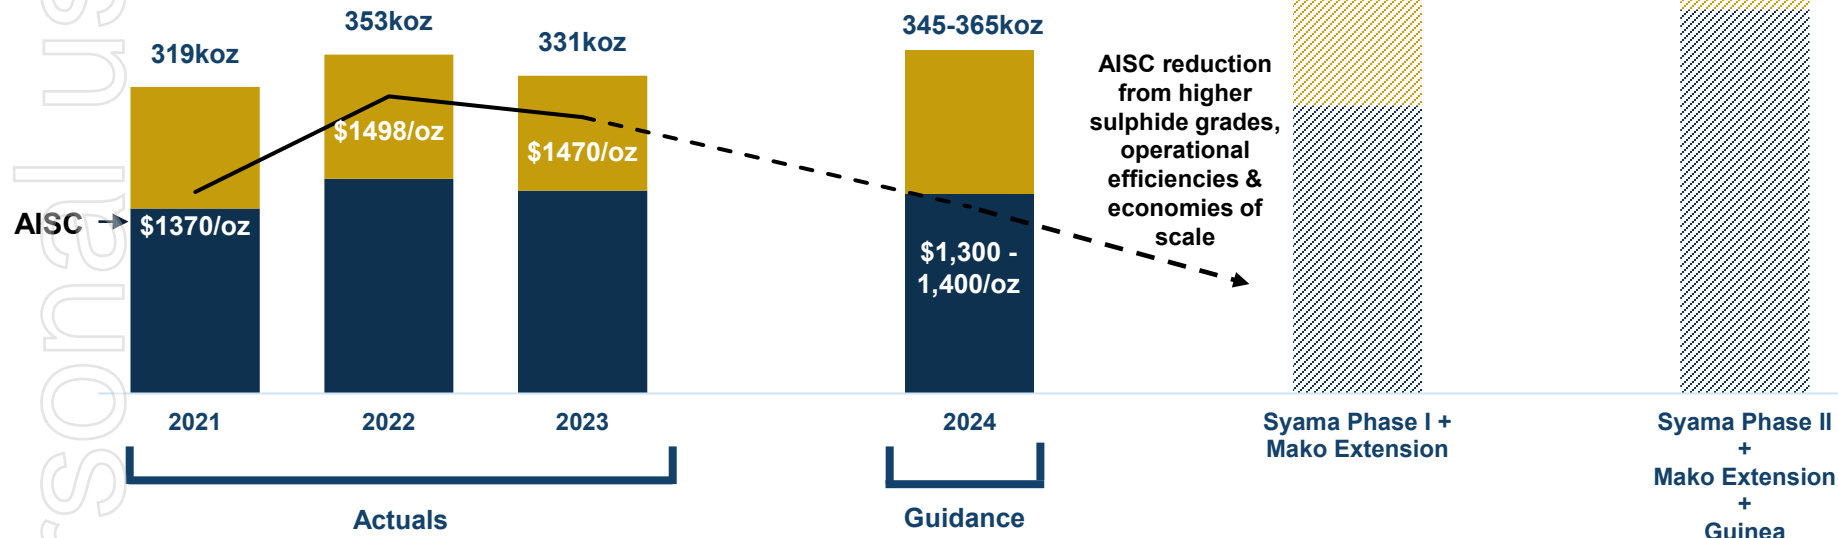 319koz
353koz
331koz
345-365koz
AISC reduction
from higher
sulphide grades,
operational
efficiencies &
economies of
scale
$1498/oz
$1470/oz
AISC
$1370/oz
$1,300 -
1,400/oz
2021
2022
2023
2024
Syama Phase I +
Mako Extension
Syama Phase II
+
Mako Extension
+
Guinea
Actuals
Guidance
sonal us